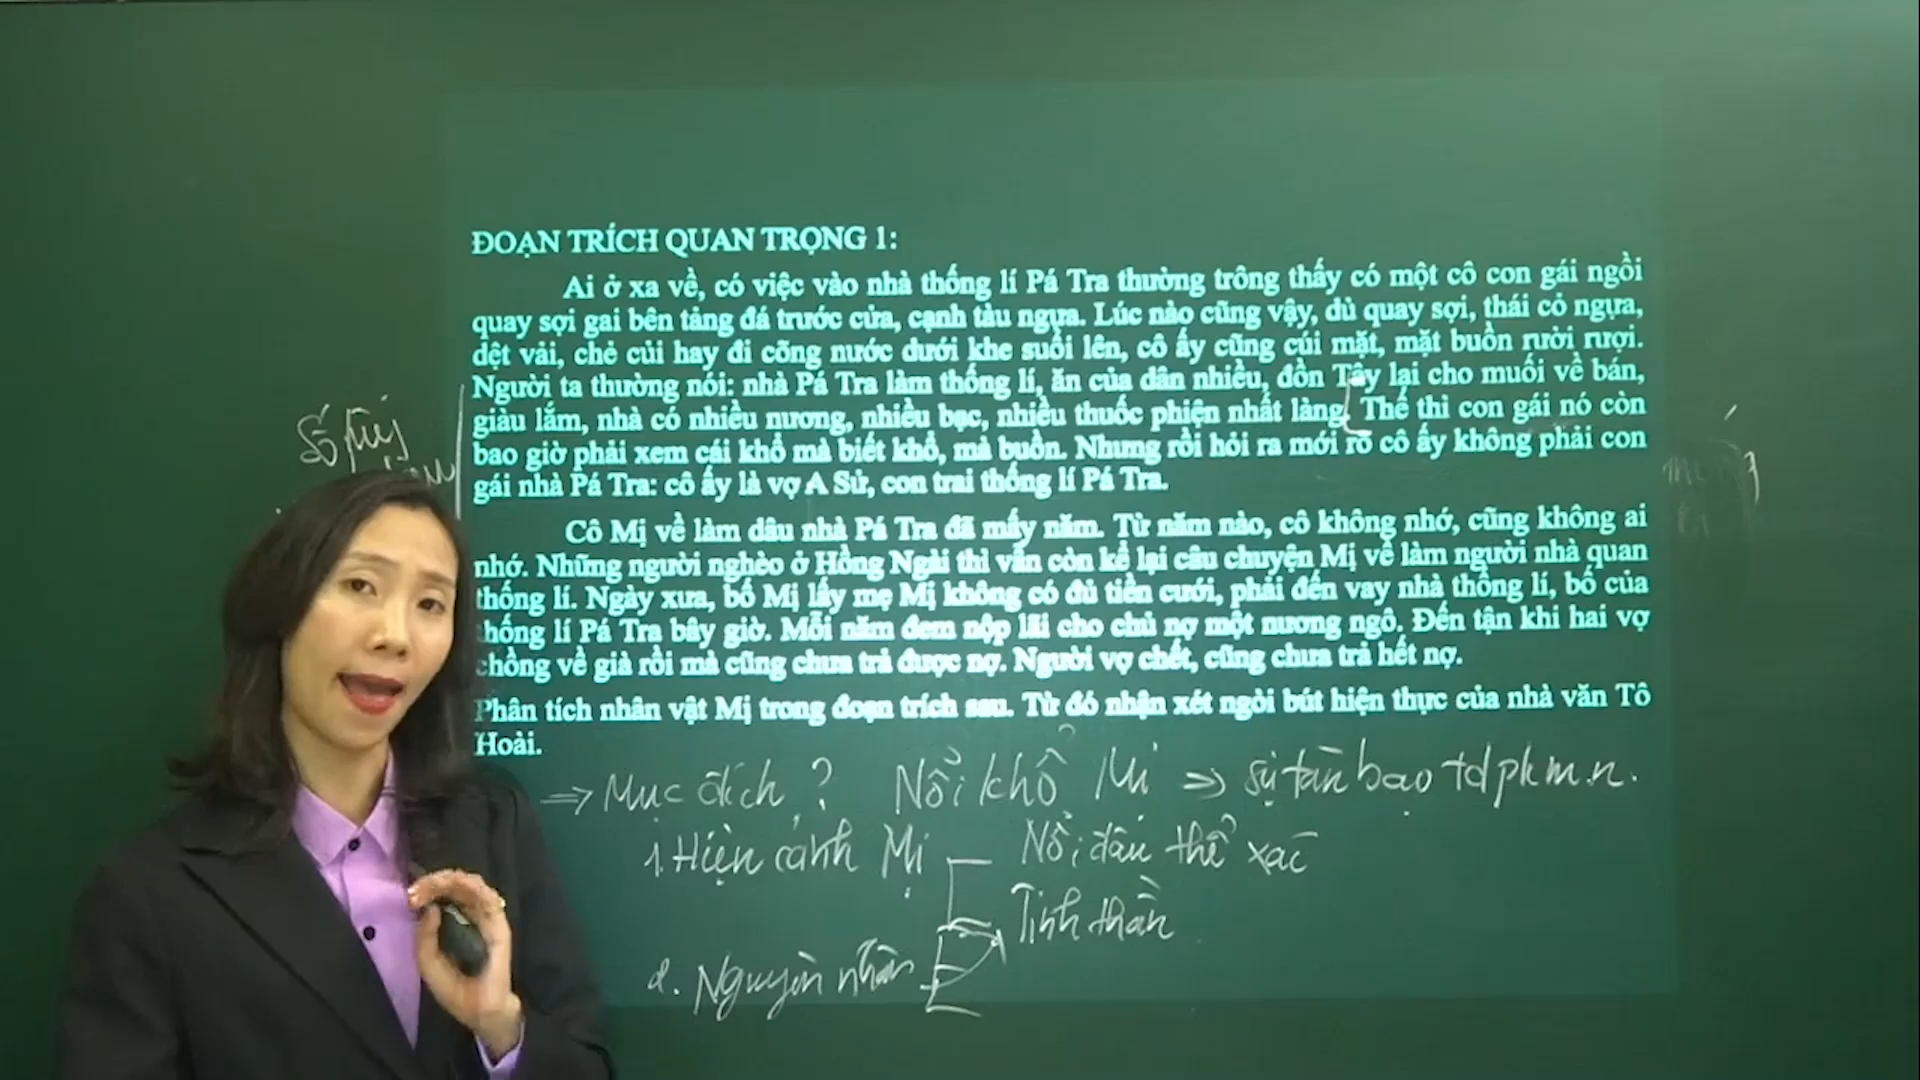 ĐOẠN TRÍCH QUAN TRỌNG 1:
Ai ở xa về, có việc vào nhà thống lí Pá Tra thường trông thấy có một cô con gái ngồi
quay sợi gai bên tảng đá trước cửa, cạnh tàu ngựa. Lúc nào cũng vậy, dù quay sợi, thái cỏ ngựa,
dệt vải, chẻ củi hay đi cõng nước dưới khe suối lên, cô ấy cũng cúi mặt, mặt buồn rười rượi.
Người ta thường nói: nhà Pá Tra làm thống lí, ăn của dân nhiều, đồn Tây lại cho muối về bán,
giàu lắm, nhà có nhiều nương, nhiều bạc, nhiều thuốc phiện nhất làng. Thế thì con gái nó còn
bao giờ phải xem cái khổ mà biết khổ, mà buồn. Nhưng rồi hỏi ra mới rõ cô ấy không phải con
gái nhà Pá Tra: cô ấy là vợ A Sử, con trai thống lí Pá Tra.
Cô Mị về làm dâu nhà Pá Tra đã mấy năm. Từ năm nào, cô không nhớ, cũng không ai
nhớ. Những người nghèo ở Hồng Ngài thì vẫn còn kể lại câu chuyện Mị về làm người nhà quan
thống lí. Ngày xưa, bố Mị lấy mẹ Mị không có đủ tiền cưới, phải đến vay nhà thống lí, bố của
thống lí Pá Tra bây giờ. Mỗi năm đem nộp lãi cho chủ nợ một nương ngô. Đến tận khi hai vợ
chồng về già rồi mà cũng chưa trả được nợ. Người vợ chết, cũng chưa trả hết nợ.
Phân tích nhân vật Mị trong đoạn trích sau. Từ đó nhận xét ngòi bút hiện thực của nhà văn Tô
Hoài.
⇒ Mục đích ? Nỗi khổ Mị ⇒ sự tàn bạo td pk m.n.
1. Hiện cảnh Mị Nỗi đau thể xác
Tinh thần
2. Nguyên nhân